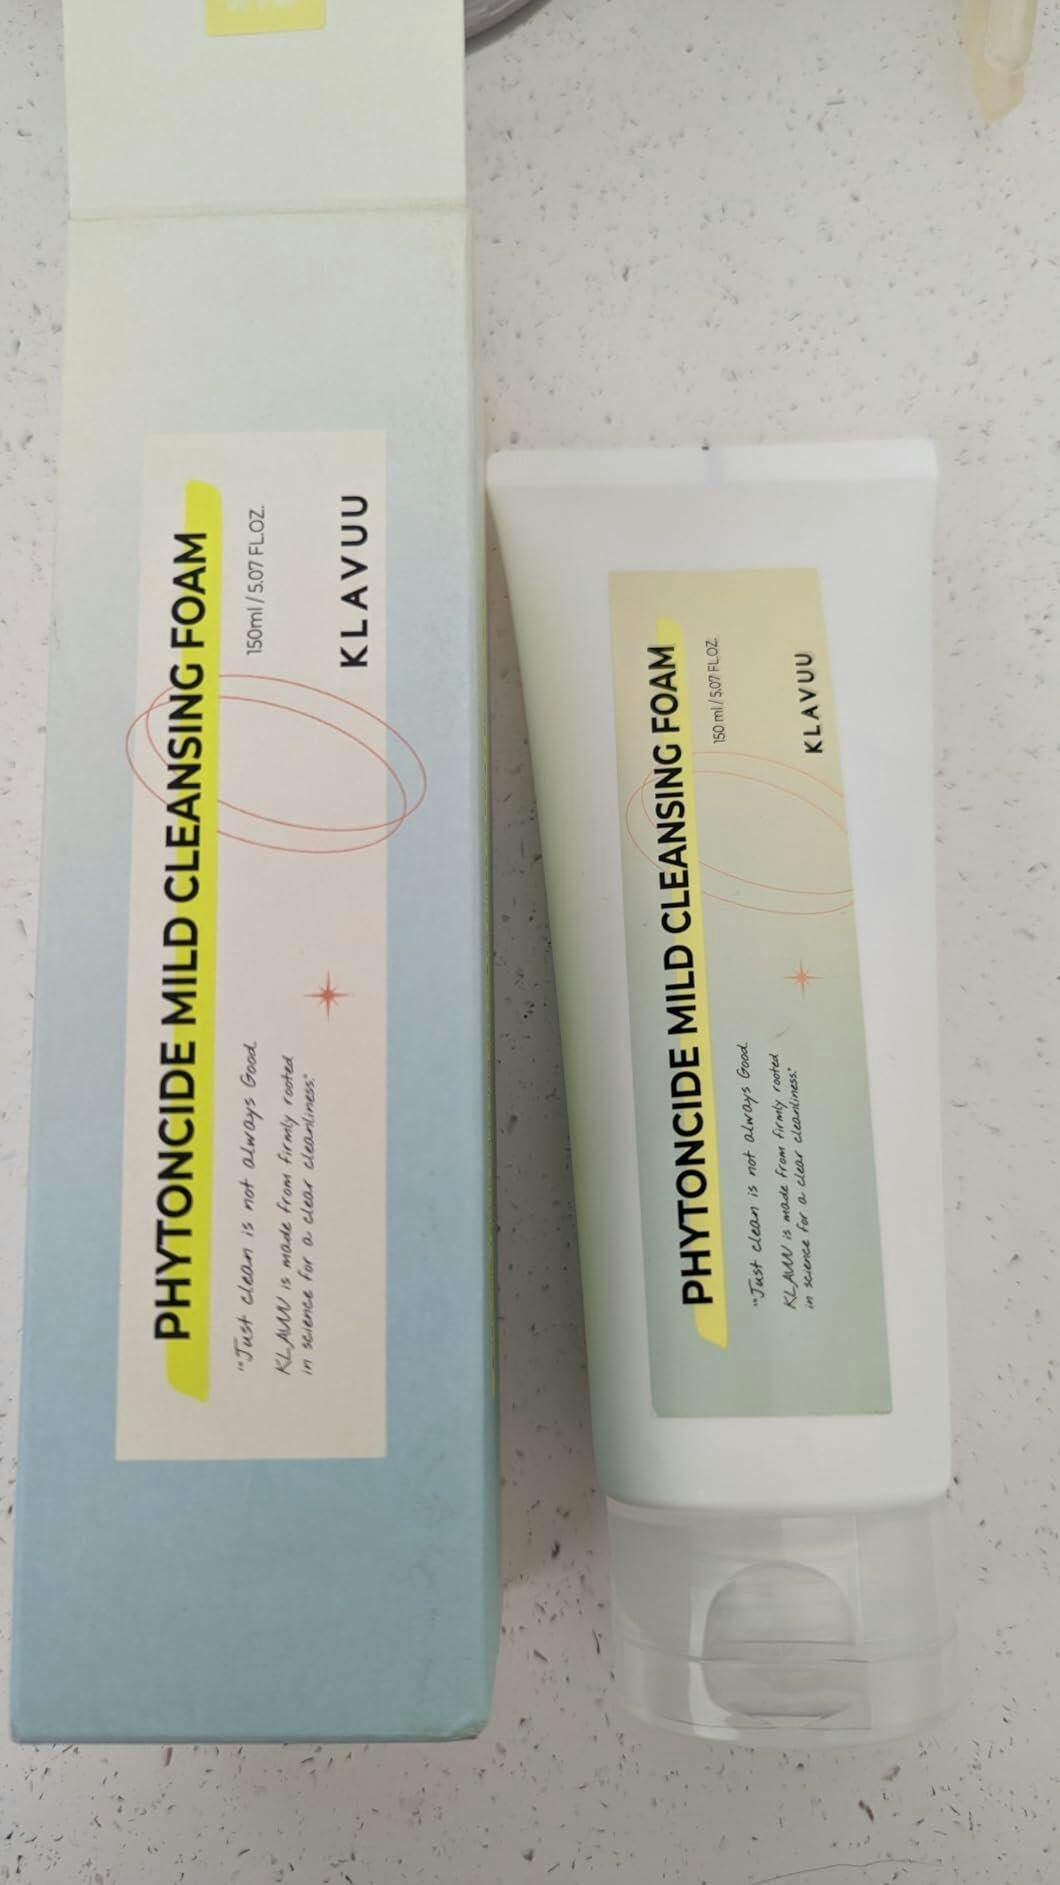 PHYTONCIDE MILD CLEANSING FOAM
150ml / 5.07 FL.OZ.
KLAVUU
"Just clean is not always Good.
KLAVUU is made from firmly rooted
in science for a clear cleanliness."
PHYTONCIDE MILD CLEANSING FOAM
150 ml / 5.07 FL.OZ.
KLAVUU
"Just clean is not always Good.
KLAVUU is made from firmly rooted
in science for a clear cleanliness."